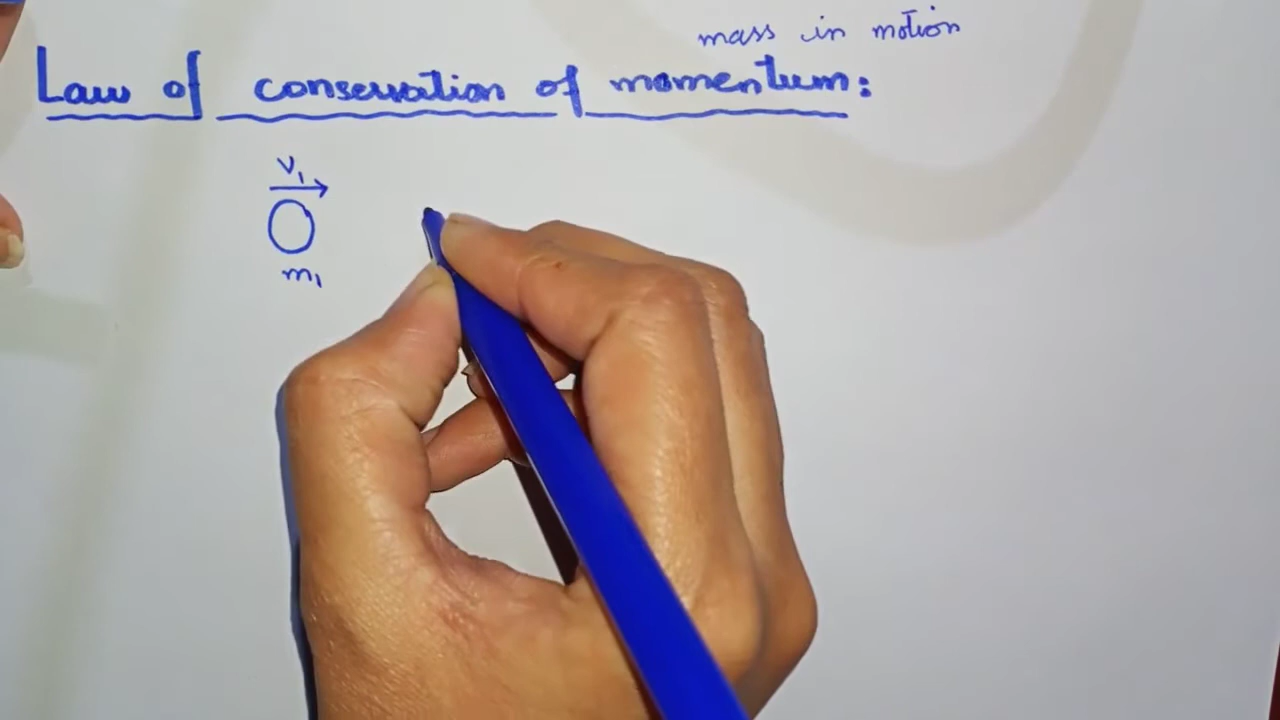 mass in motion
Law of conservation of momentum:
V₁
m₁